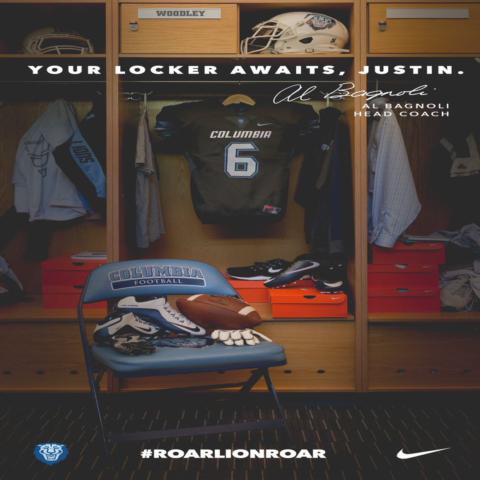 WOODLEY
YOUR LOCKER AWAITS, JUSTIN.
Al Bagnoli
AL BAGNOLI
HEAD COACH
COLUMBIA
6
COLUMBIA
FOOTBALL
#ROARLIONROAR